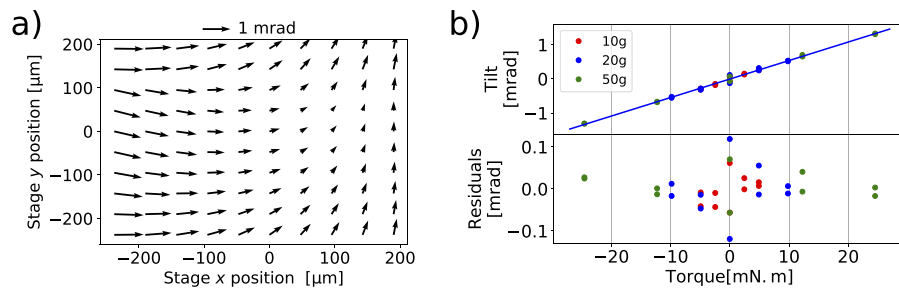 a)
1 mrad
Stage y position [μm]
200
100
0
−100
−200
−200 −100 0 100 200
Stage x position [μm]
b)
Tilt
[mrad]
1
0
−1
10g
20g
50g
Residuals
[mrad]
0.1
0.0
−0.1
−20 −10 0 10 20
Torque[mN. m]